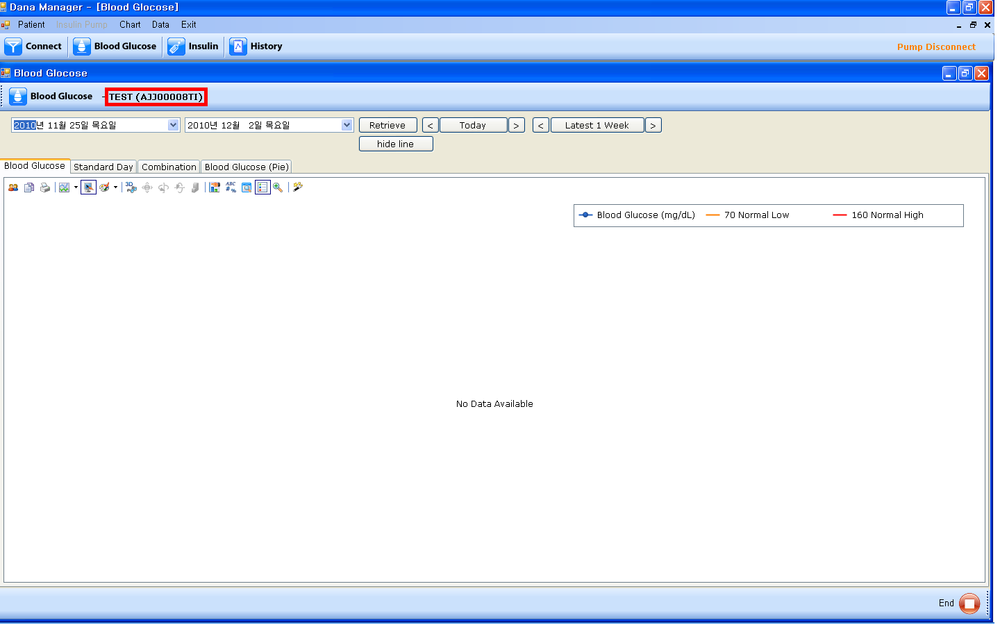 Dana Manager - [Blood Glocose]
Patient Insulin Pump Chart Data Exit
Connect Blood Glucose Insulin History Pump Disconnect
Blood Glocose
Blood Glucose - TEST (AJJ00008TI)
2010년 11월 25일 목요일 2010년 12월 2일 목요일 Retrieve < Today > < Latest 1 Week >
hide line
Blood Glucose Standard Day Combination Blood Glucose (Pie)
3D ABC #%
Blood Glucose (mg/dL) 70 Normal Low 160 Normal High
No Data Available
End